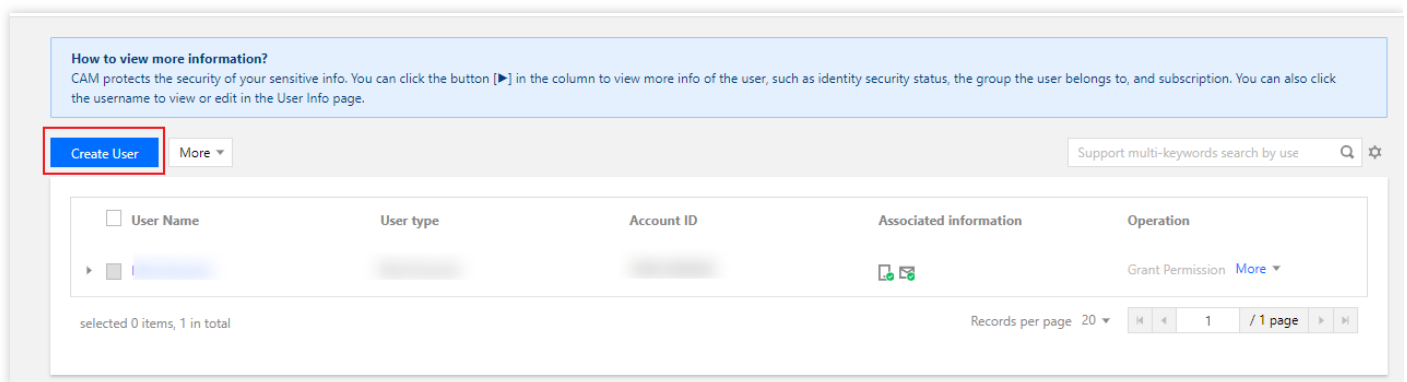 How to view more information?
CAM protects the security of your sensitive info. You can click the button [▶] in the column to view more info of the user, such as identity security status, the group the user belongs to, and subscription. You can also click
the username to view or edit in the User Info page.
Create User More
Support multi-keywords search by use
User Name User type Account ID Associated information Operation
Grant Permission More
selected 0 items, 1 in total Records per page 20 1 / 1 page